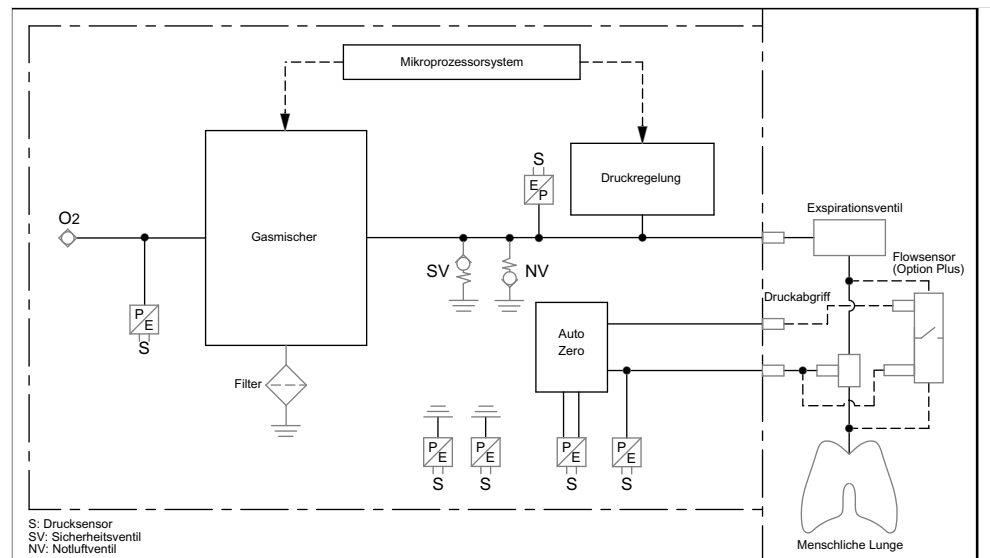 Mikroprozessorsystem
S
E
P
Druckregelung
O2
Gasmischer
Exspirationsventil
SV
NV
Flowsensor
(Option Plus)
Druckabgriff
P
E
S
Auto
Zero
Filter
P
E
S
P
E
S
P
E
S
P
E
S
S: Drucksensor
SV: Sicherheitsventil
NV: Notluftventil
Menschliche Lunge